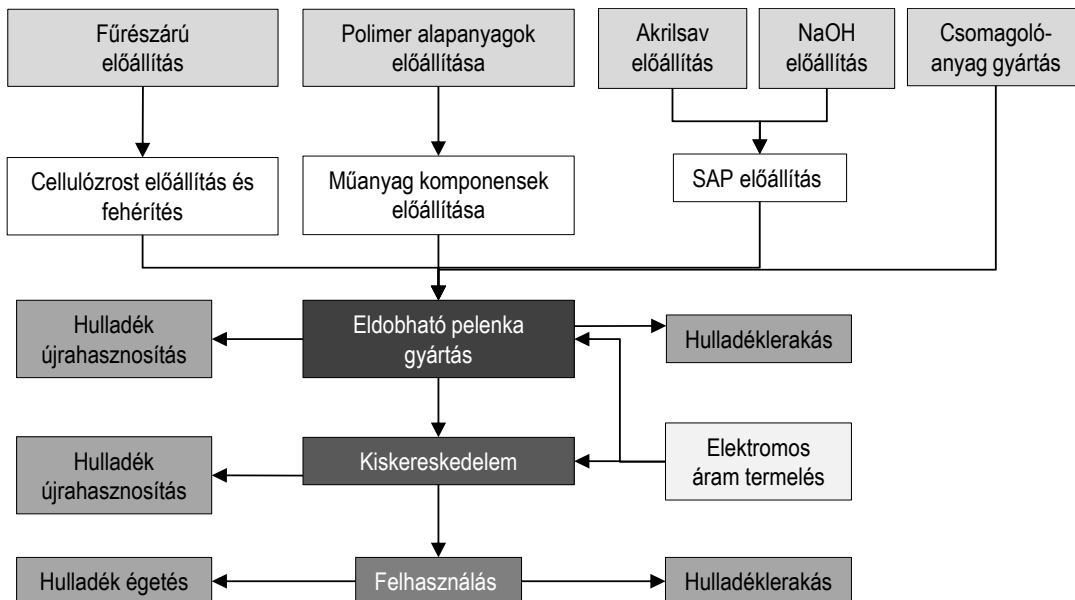 Fűrészárú
előállítás
Polimer alapanyagok
előállítása
Akrilsav
előállítás
NaOH
előállítás
Csomagoló-
anyag gyártás
Cellulózrost előállítás és
fehérítés
Műanyag komponensek
előállítása
SAP előállítás
Hulladék
újrahasznosítás
Eldobható pelenka
gyártás
Hulladéklerakás
Hulladék
újrahasznosítás
Kiskereskedelem
Elektromos
áram termelés
Hulladék égetés
Felhasználás
Hulladéklerakás